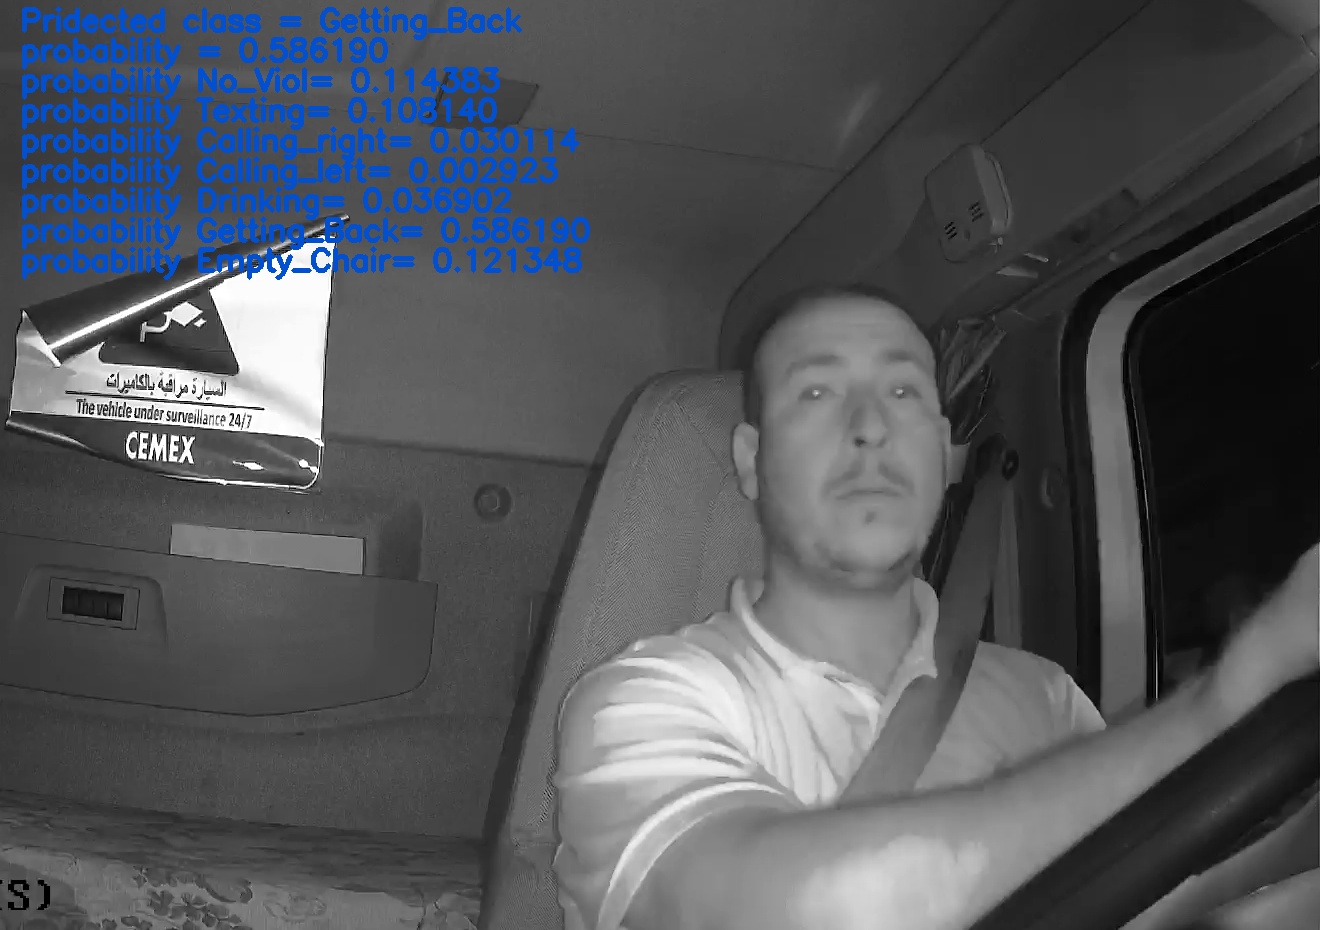 Pridected class = Getting_Back
probability = 0.586190
probability No_Viol= 0.114383
probability Texting= 0.108140
probability Calling_right= 0.030114
probability Calling_left= 0.002923
probability Drinking= 0.036902
probability Getting_Back= 0.586190
probability Empty_Chair= 0.121348
السيارة مراقبة بالكاميرات
The vehicle under surveillance 24/7
CEMEX
S)